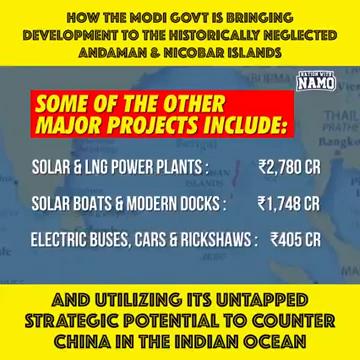 HOW THE MODI GOVT IS BRINGING
DEVELOPMENT TO THE HISTORICALLY NEGLECTED
ANDAMAN & NICOBAR ISLANDS
NATION WITH
NAMO
SOME OF THE OTHER
MAJOR PROJECTS INCLUDE:
SOLAR & LNG POWER PLANTS : ₹2,780 CR
SOLAR BOATS & MODERN DOCKS : ₹1,748 CR
ELECTRIC BUSES, CARS & RICKSHAWS : ₹405 CR
AND UTILIZING ITS UNTAPPED
STRATEGIC POTENTIAL TO COUNTER
CHINA IN THE INDIAN OCEAN